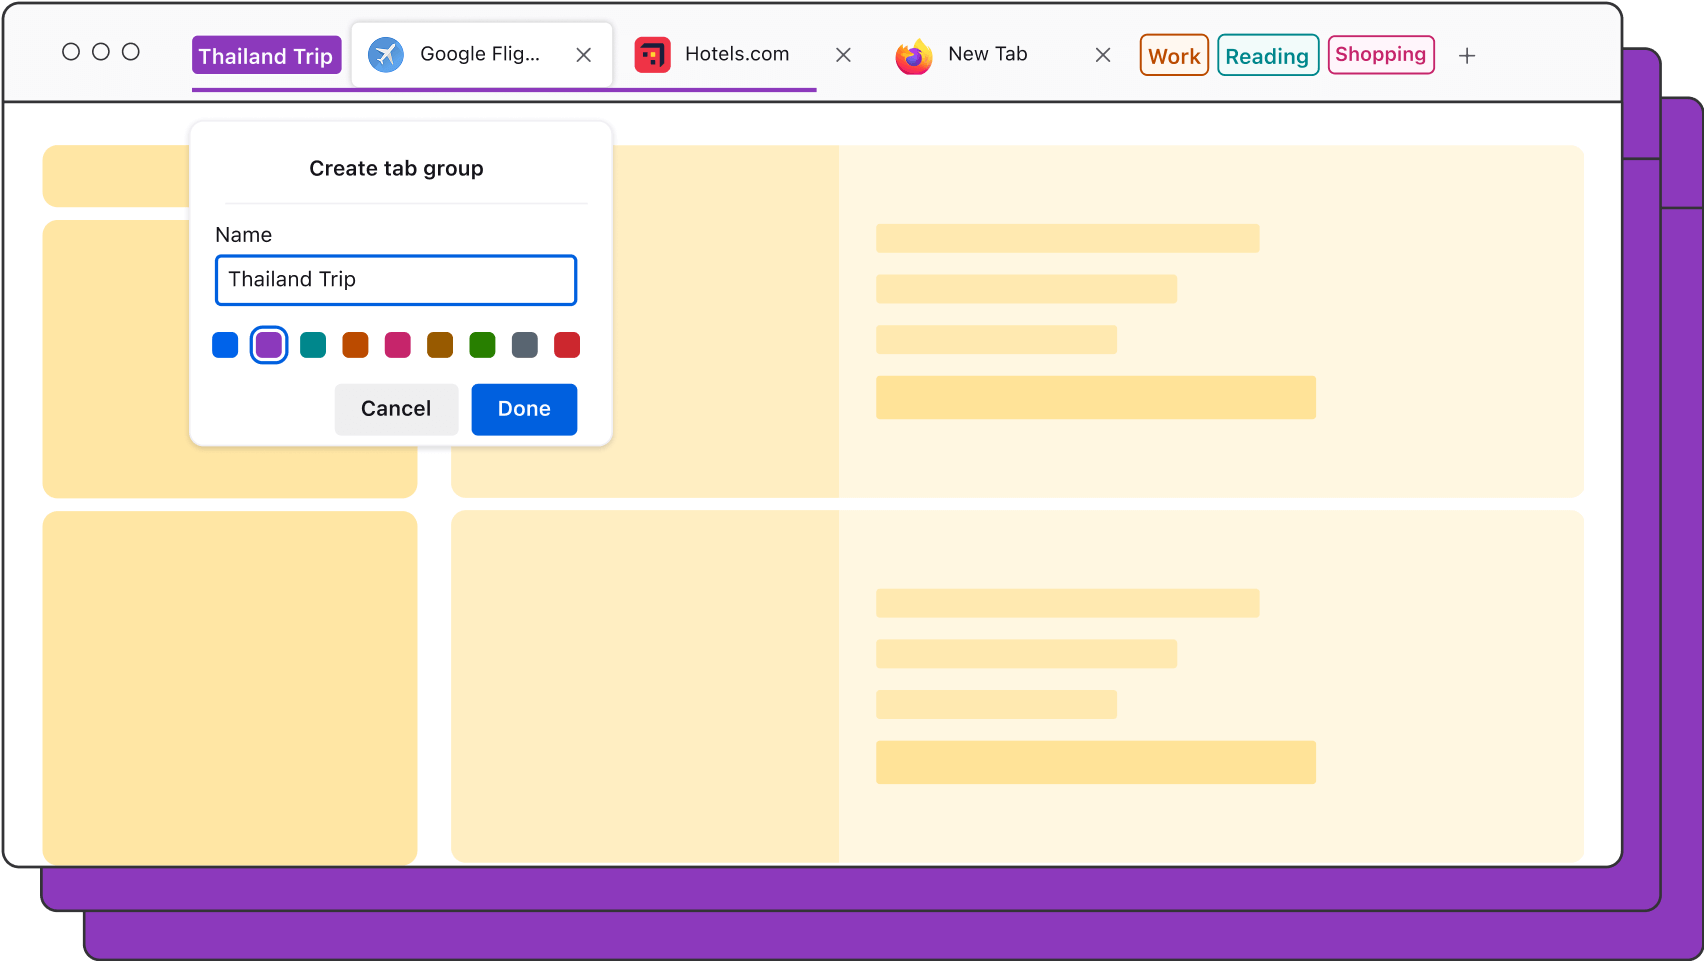 Thailand Trip
Google Flig...
Hotels.com
New Tab
Work
Reading
Shopping
Create tab group
Name
Thailand Trip
Cancel
Done